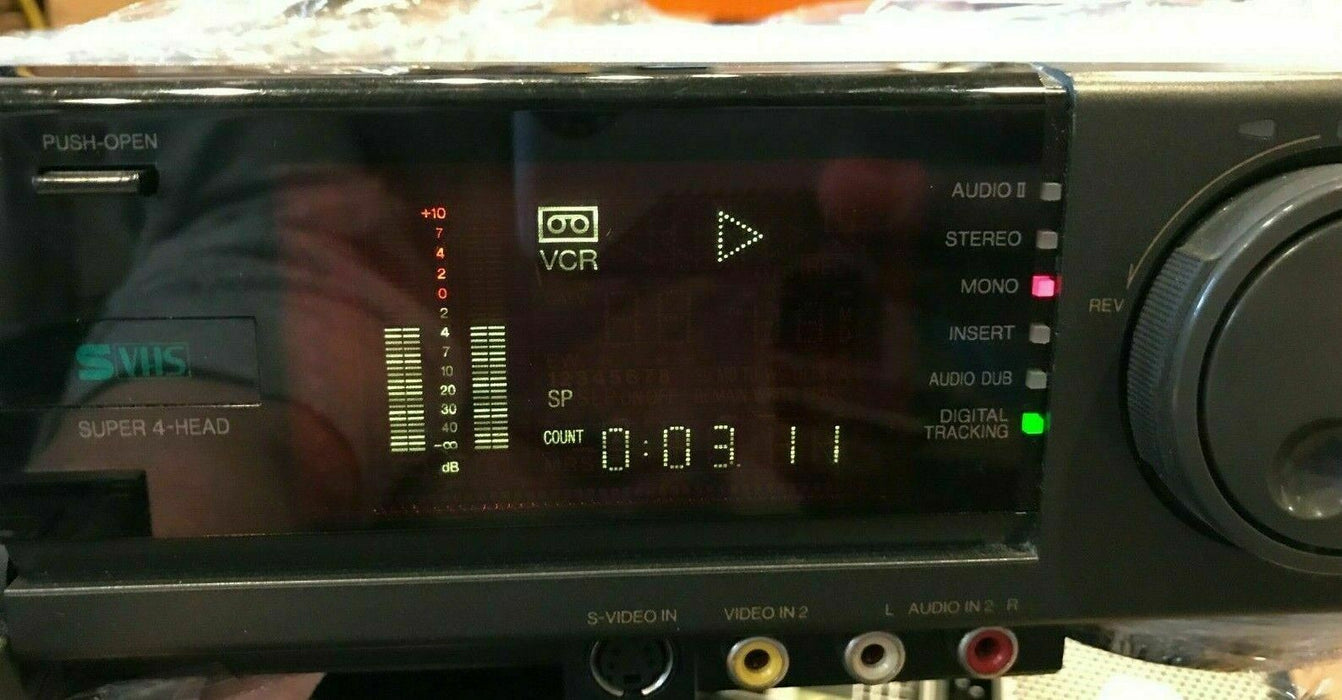 PUSH-OPEN
S VHS
SUPER 4-HEAD
+10
7
4
2
0
2
4
7
10
20
30
40
-∞
dB
VCR
SP
COUNT 0:03 11
AUDIO II
STEREO
MONO
INSERT
AUDIO DUB
DIGITAL
TRACKING
REV
S-VIDEO IN
VIDEO IN 2
L AUDIO IN 2 R